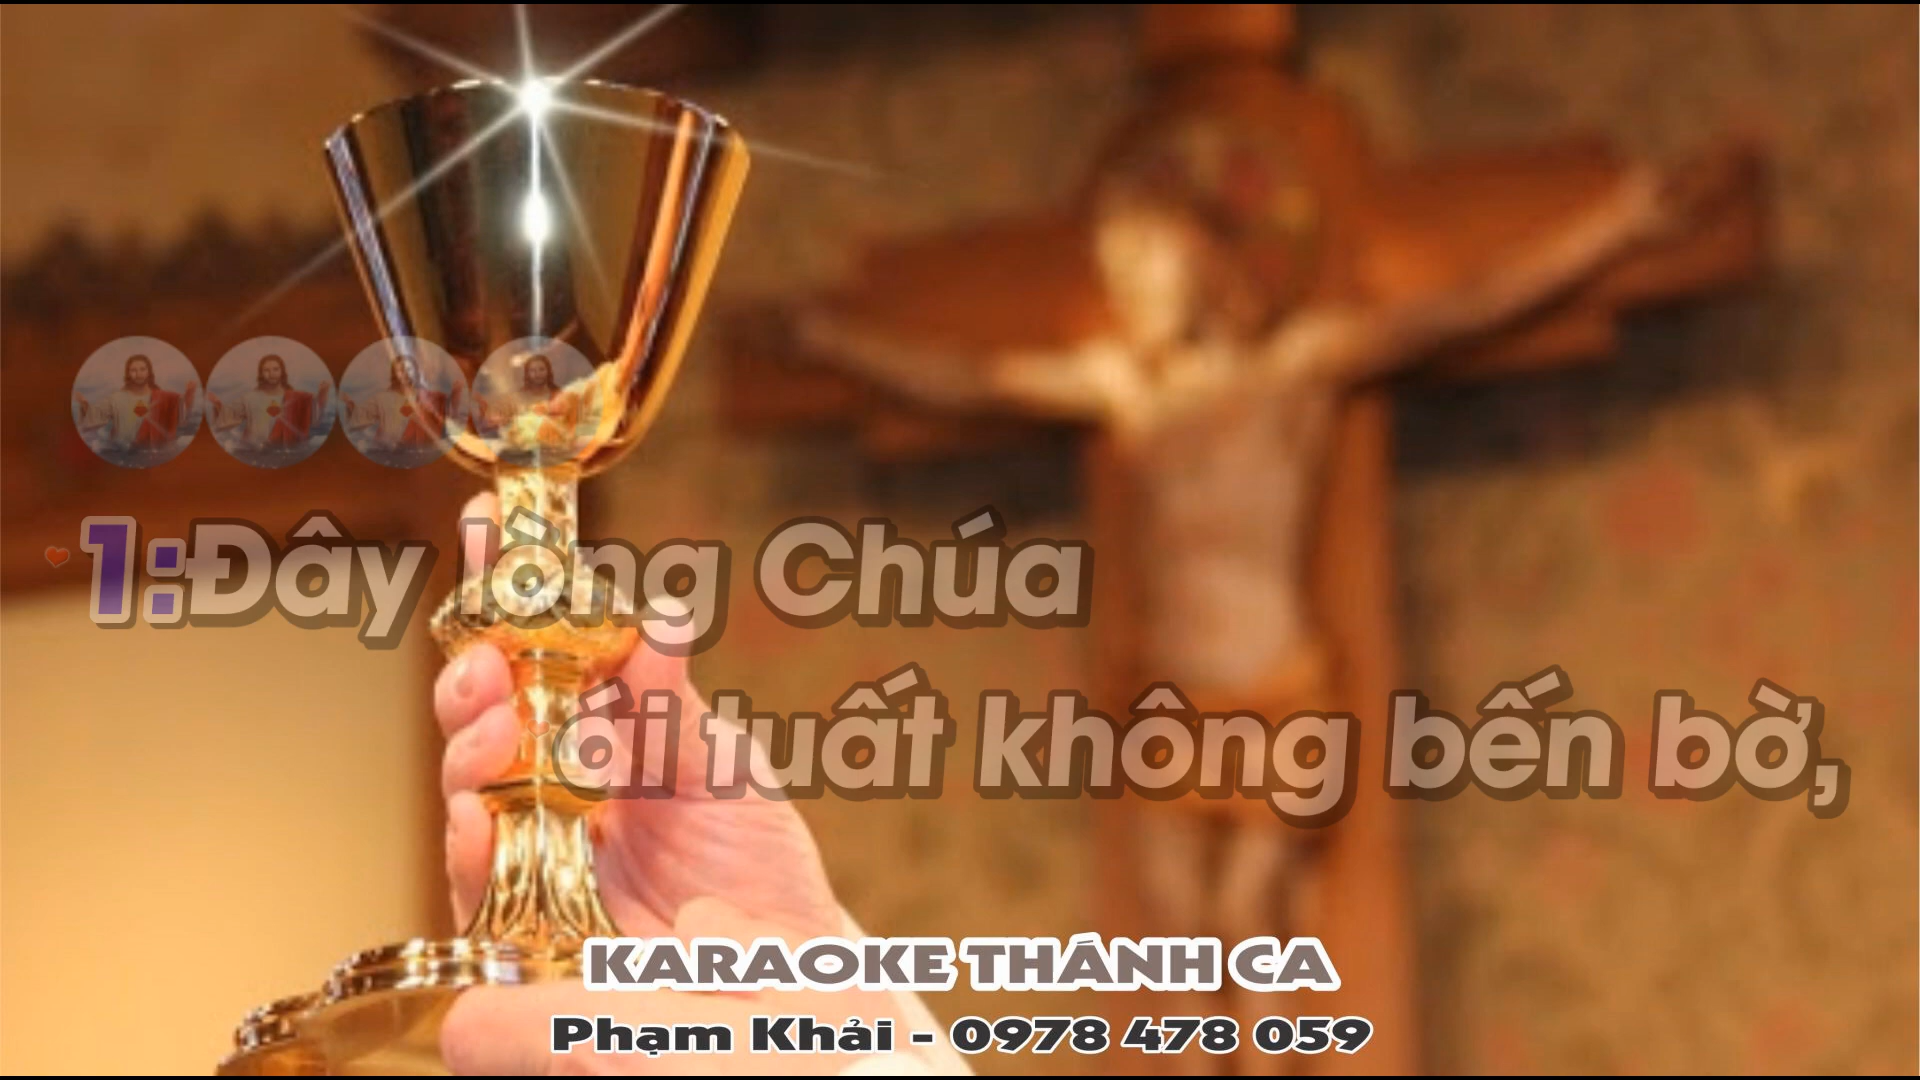 1:Đây lòng Chúa
ái tuất không bến bờ,
KARAOKE THÁNH CA
Phạm Khải - 0978 478 059